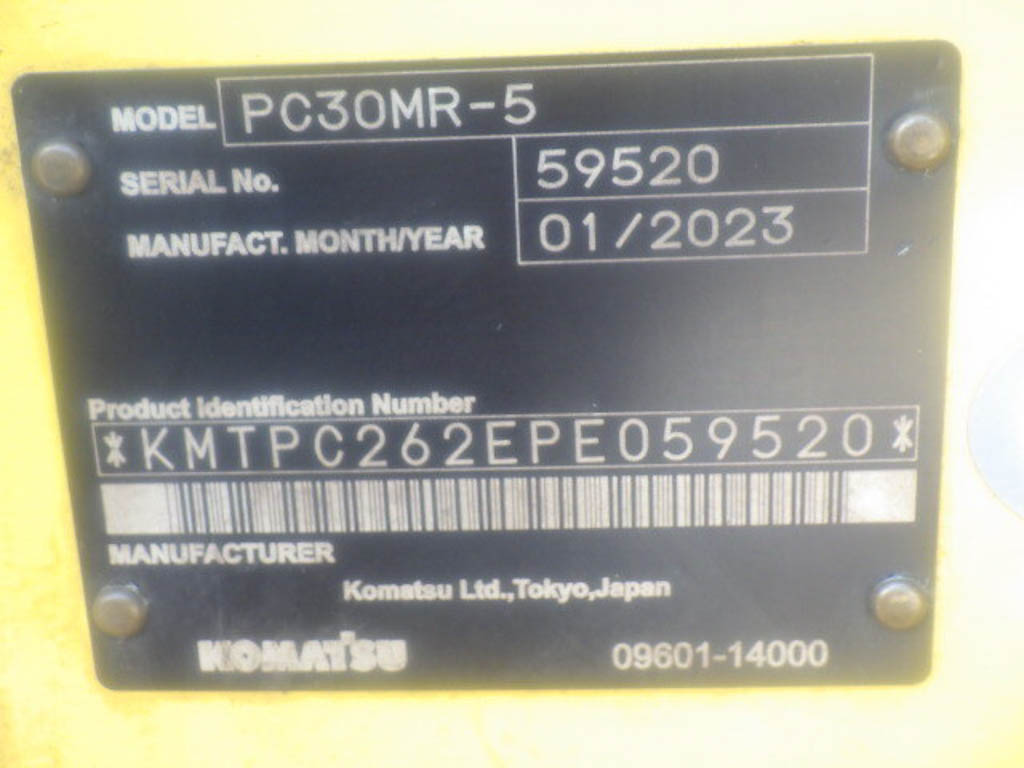 MODEL PC30MR-5
SERIAL No. 59520
MANUFACT. MONTH/YEAR 01/2023
Product Identification Number
*KMTPC262EPE059520*
MANUFACTURER
Komatsu Ltd.,Tokyo,Japan
KOMATSU 09601-14000